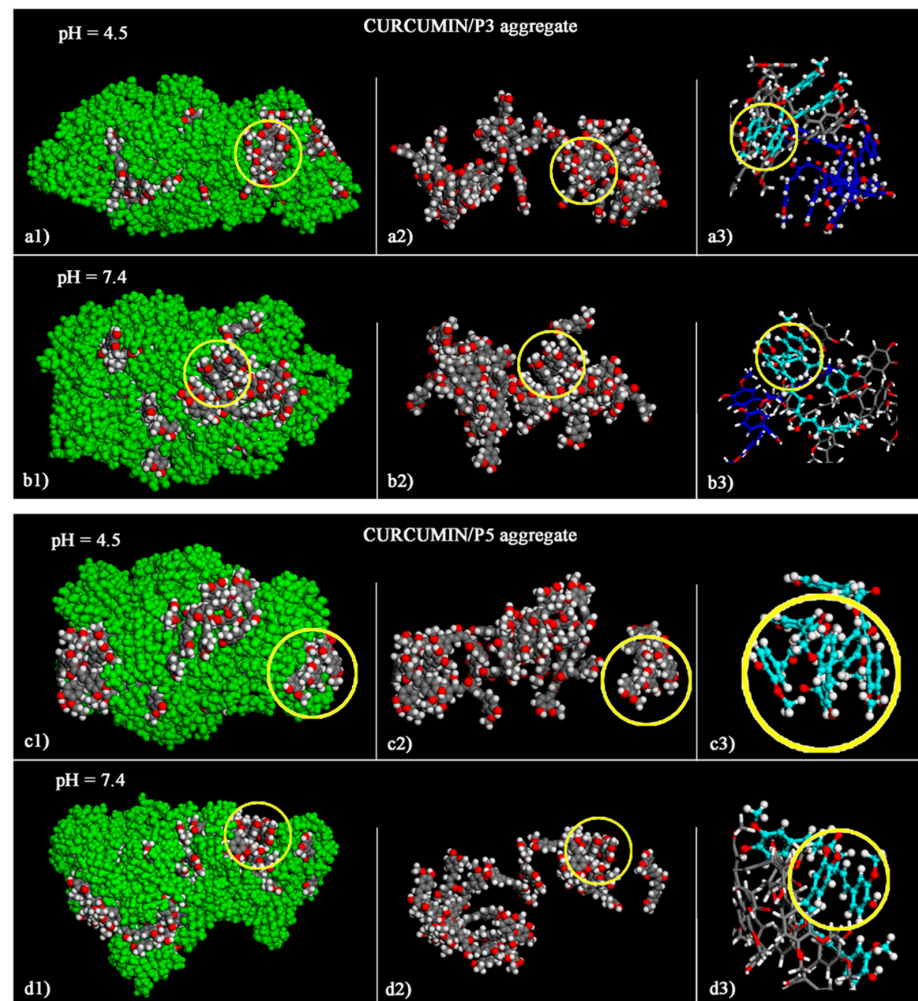 CURCUMIN/P3 aggregate
pH = 4.5
a1)
a2)
a3)
pH = 7.4
b1)
b2)
b3)
CURCUMIN/P5 aggregate
pH = 4.5
c1)
c2)
c3)
pH = 7.4
d1)
d2)
d3)